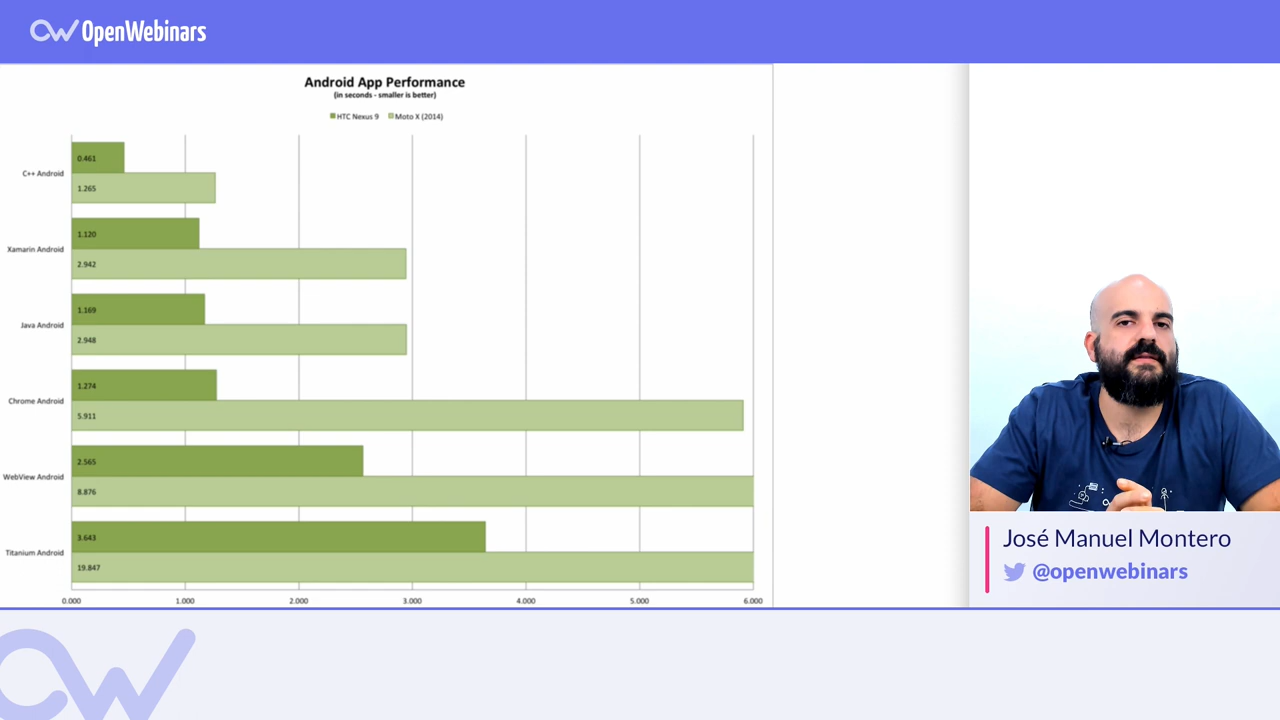 OpenWebinars
Android App Performance
(in seconds - smaller is better)
HTC Nexus 9 Moto X (2014)
C++ Android
0.461
1.265
Xamarin Android
1.120
2.942
Java Android
1.169
2.948
Chrome Android
1.274
5.911
WebView Android
2.565
8.876
Titanium Android
3.643
19.847
0.000 1.000 2.000 3.000 4.000 5.000 6.000
José Manuel Montero
@openwebinars